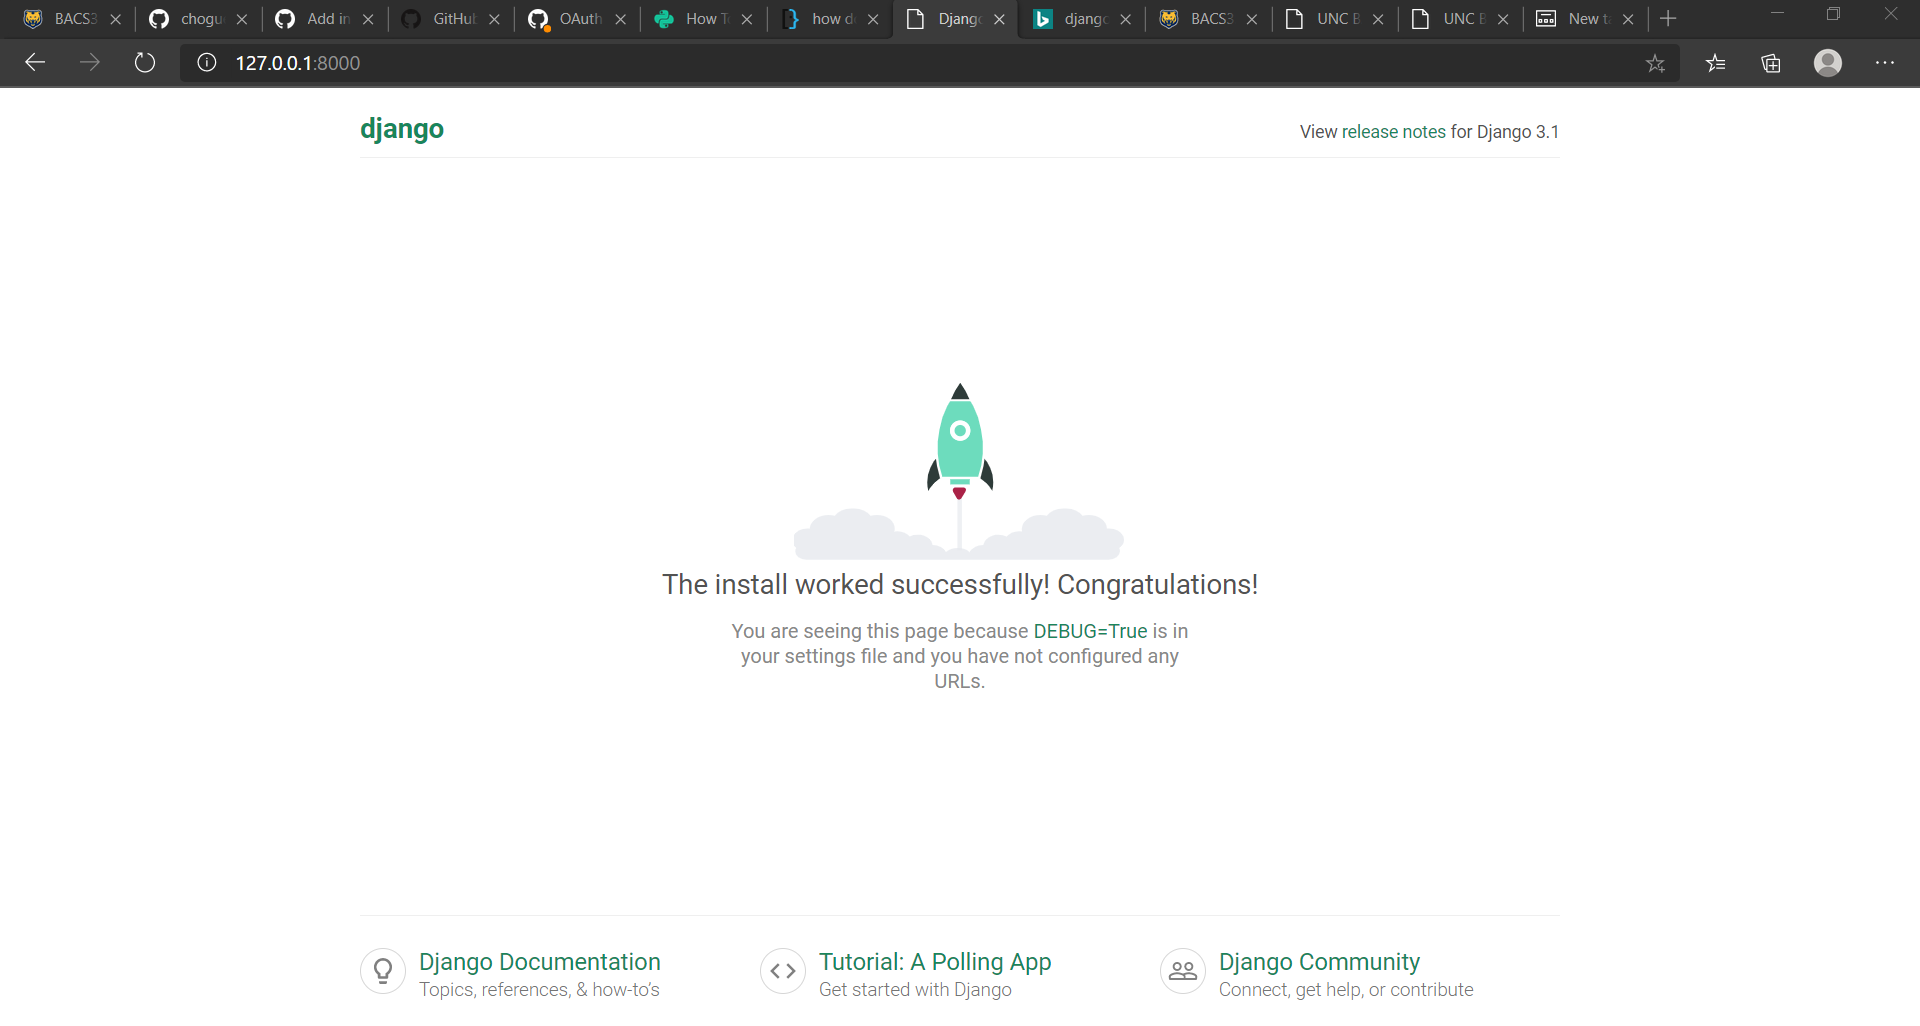 BACS3
chogu
Add in
GitHub
OAuth
How T
how d
Djang
django
BACS3
UNC B
UNC B
New ta
127.0.0.1:8000
django
View release notes for Django 3.1
The install worked successfully! Congratulations!
You are seeing this page because DEBUG=True is in
your settings file and you have not configured any
URLs.
Django Documentation
Topics, references, & how-to’s
Tutorial: A Polling App
Get started with Django
Django Community
Connect, get help, or contribute